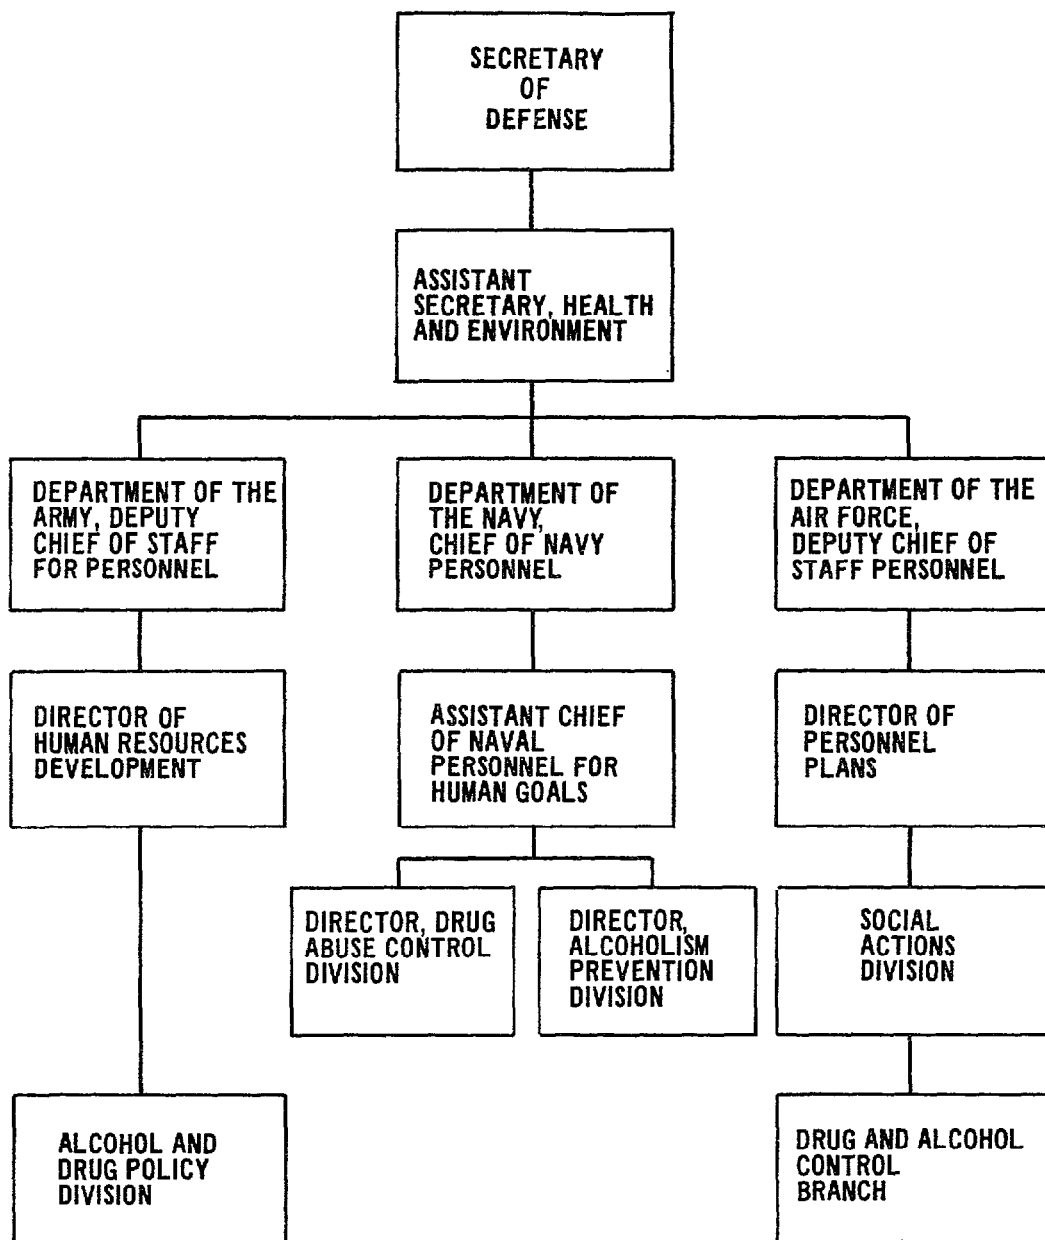 SECRETARY
OF
DEFENSE
ASSISTANT
SECRETARY, HEALTH
AND ENVIRONMENT
DEPARTMENT OF THE
ARMY, DEPUTY
CHIEF OF STAFF
FOR PERSONNEL
DEPARTMENT OF
THE NAVY,
CHIEF OF NAVY
PERSONNEL
DEPARTMENT OF THE
AIR FORCE,
DEPUTY CHIEF OF
STAFF PERSONNEL
DIRECTOR OF
HUMAN RESOURCES
DEVELOPMENT
ASSISTANT CHIEF
OF NAVAL
PERSONNEL FOR
HUMAN GOALS
DIRECTOR OF
PERSONNEL
PLANS
DIRECTOR, DRUG
ABUSE CONTROL
DIVISION
DIRECTOR,
ALCOHOLISM
PREVENTION
DIVISION
SOCIAL
ACTIONS
DIVISION
ALCOHOL AND
DRUG POLICY
DIVISION
DRUG AND ALCOHOL
CONTROL
BRANCH